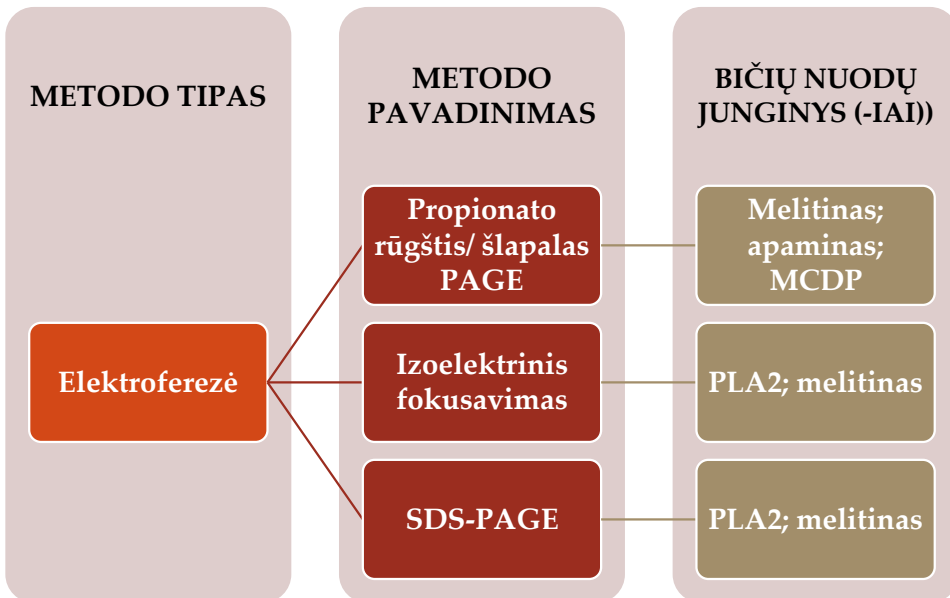 METODO TIPAS
METODO
PAVADINIMAS
BIČIŲ NUODŲ
JUNGINYS (-IAI))
Elektroferezė
Propionato
rūgštis/ šlapalas
PAGE
Melitinas;
apaminas;
MCDP
Izoelektrinis
fokusavimas
PLA2; melitinas
SDS-PAGE
PLA2; melitinas